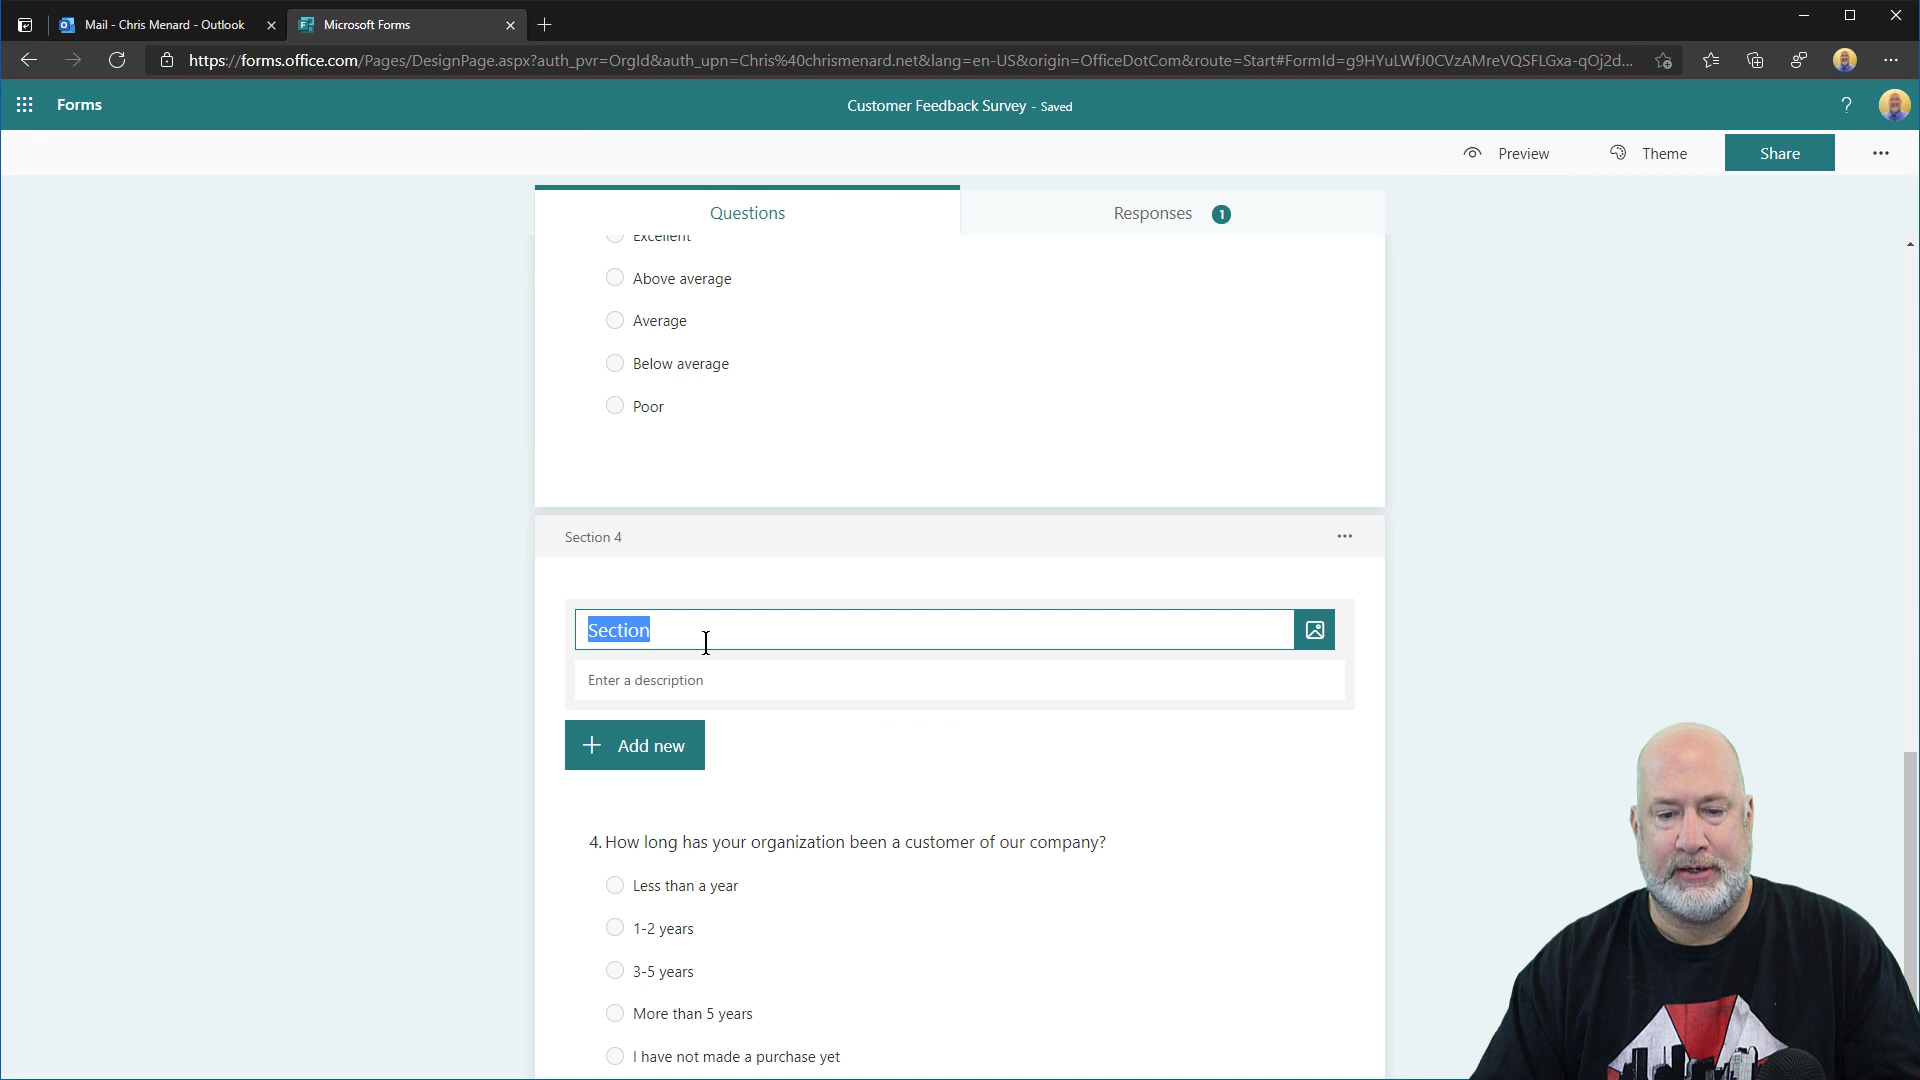 Mail - Chris Menard - Outlook
Microsoft Forms
https://forms.office.com/Pages/DesignPage.aspx?auth_pvr=OrgId&auth_upn=Chris%40chrismenard.net&lang=en-US&origin=OfficeDotCom&route=Start#FormId=g9HYuLWfJ0CVzAMreVQSFLGxa-qOj2d...
Forms
Customer Feedback Survey - Saved
?
Preview
Theme
Share
Questions
Responses 1
Excellent
Above average
Average
Below average
Poor
Section 4
Section
Enter a description
Add new
4. How long has your organization been a customer of our company?
Less than a year
1-2 years
3-5 years
More than 5 years
I have not made a purchase yet